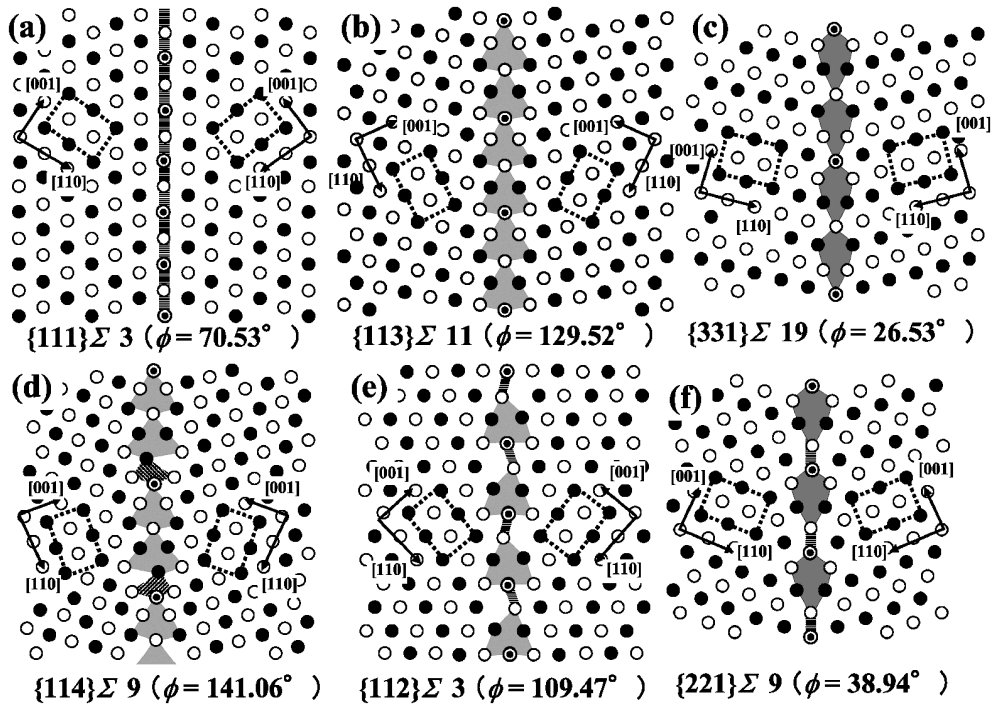 (a)
[001]
[001]
[110]
[110]
{111}Σ 3 (ϕ = 70.53° )
(b)
[001]
[001]
[110]
[110]
{113}Σ 11 (ϕ = 129.52° )
(c)
[001]
[001]
[110]
[110]
{331}Σ 19 (ϕ = 26.53° )
(d)
[001]
[001]
[110]
[110]
{114}Σ 9 (ϕ = 141.06° )
(e)
[001]
[001]
[110]
[110]
{112}Σ 3 (ϕ = 109.47° )
(f)
[001]
[001]
[110]
[110]
{221}Σ 9 (ϕ = 38.94° )